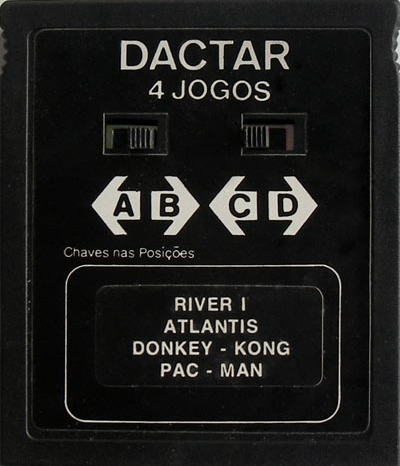 DACTAR
4 JOGOS
A B C D
Chaves nas Posições
RIVER I
ATLANTIS
DONKEY - KONG
PAC - MAN